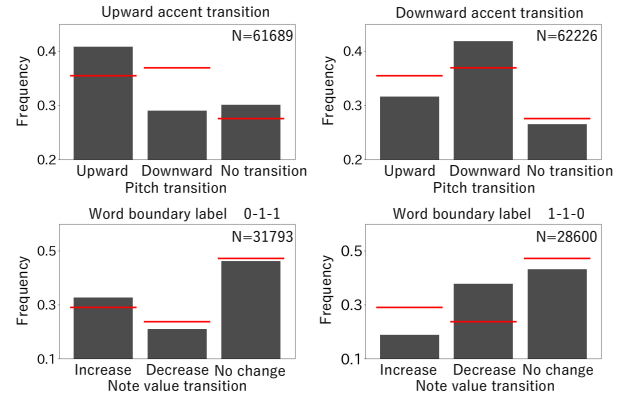 Upward accent transition
N=61689
Frequency
0.4
0.3
0.2
Upward Downward No transition
Pitch transition
Downward accent transition
N=62226
Frequency
0.4
0.3
0.2
Upward Downward No transition
Pitch transition
Word boundary label 0-1-1
N=31793
Frequency
0.5
0.3
0.1
Increase Decrease No change
Note value transition
Word boundary label 1-1-0
N=28600
Frequency
0.5
0.3
0.1
Increase Decrease No change
Note value transition